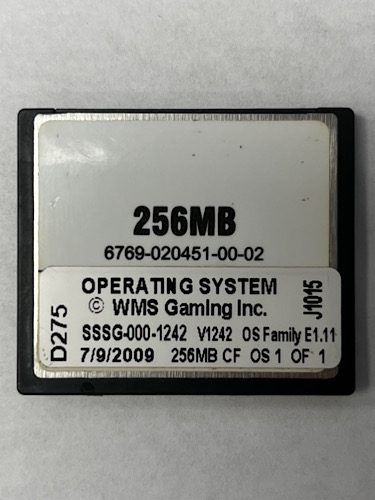 256MB
6769-020451-00-02
OPERATING SYSTEM
© WMS Gaming Inc.
SSSG-000-1242 V1242 OS Family E1.11
7/9/2009 256MB CF OS 1 OF 1
D275
J1015